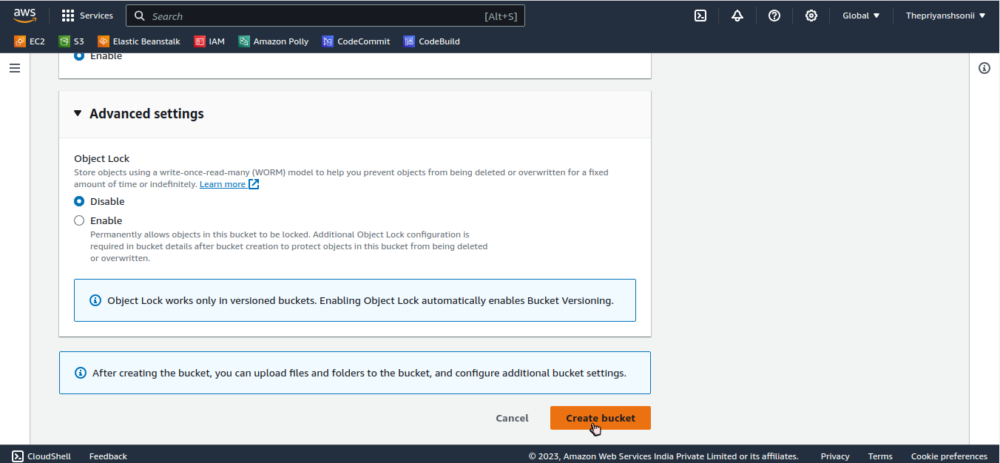 aws
Services
Search
[Alt+S]
Global
Thepriyanshsonii
EC2
S3
Elastic Beanstalk
IAM
Amazon Polly
CodeCommit
CodeBuild
Enable
Advanced settings
Object Lock
Store objects using a write-once-read-many (WORM) model to help you prevent objects from being deleted or overwritten for a fixed
amount of time or indefinitely. Learn more
Disable
Enable
Permanently allows objects in this bucket to be locked. Additional Object Lock configuration is
required in bucket details after bucket creation to protect objects in this bucket from being deleted
or overwritten.
Object Lock works only in versioned buckets. Enabling Object Lock automatically enables Bucket Versioning.
After creating the bucket, you can upload files and folders to the bucket, and configure additional bucket settings.
Cancel
Create bucket
CloudShell
Feedback
© 2023, Amazon Web Services India Private Limited or its affiliates.
Privacy
Terms
Cookie preferences